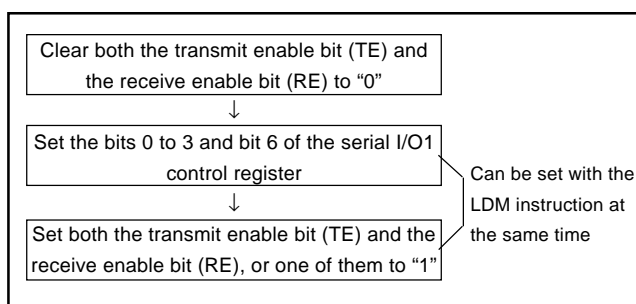 Clear both the transmit enable bit (TE) and
the receive enable bit (RE) to “0”
↓
Set the bits 0 to 3 and bit 6 of the serial I/O1
control register
↓
Set both the transmit enable bit (TE) and the
receive enable bit (RE), or one of them to “1”
Can be set with the
LDM instruction at
the same time